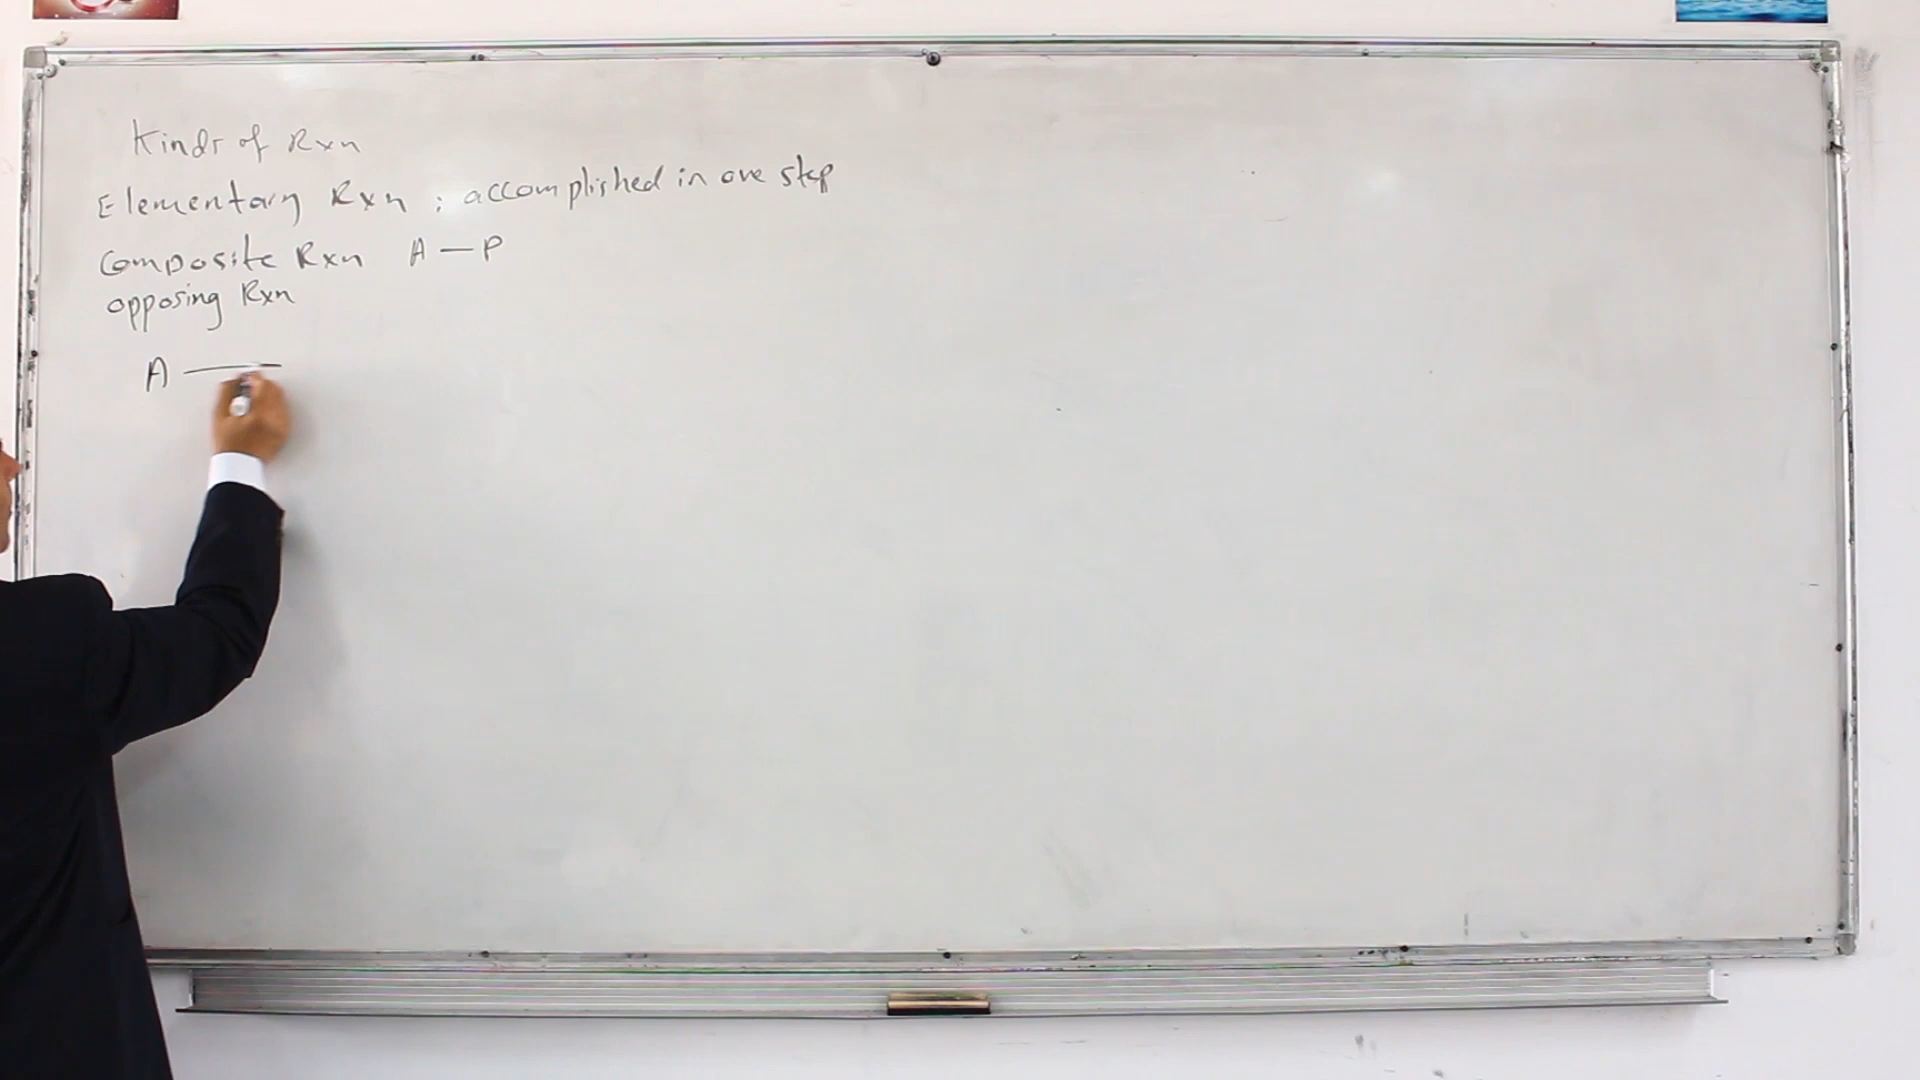 Kinds of Rxn
Elementary Rxn : accomplished in one step
Composite Rxn A — P
opposing Rxn
A —